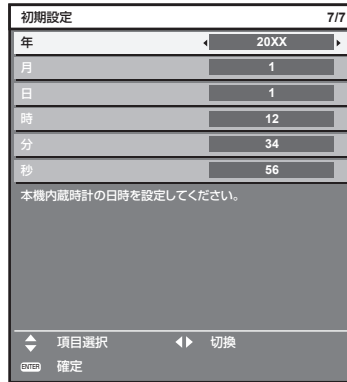 初期設定 7/7
年 20XX
月 1
日 1
時 12
分 34
秒 56
本機内蔵時計の日時を設定してください。
項目選択 切換
ENTER 確定